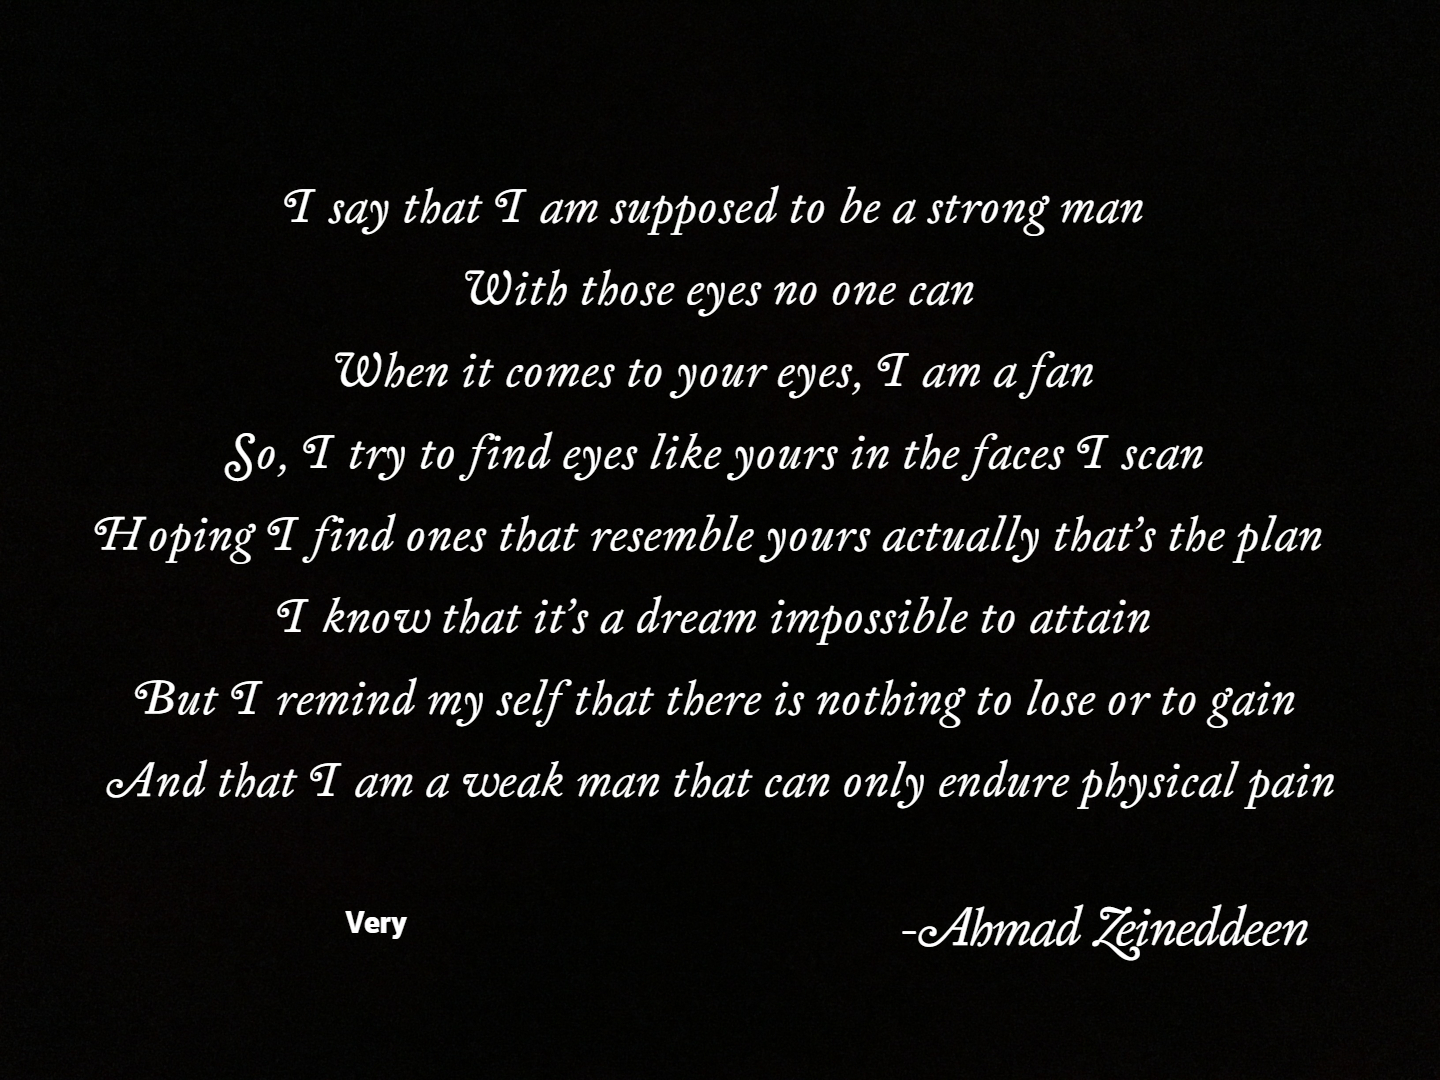 I say that I am supposed to be a strong man
With those eyes no one can
When it comes to your eyes, I am a fan
So, I try to find eyes like yours in the faces I scan
Hoping I find ones that resemble yours actually that's the plan
I know that it's a dream impossible to attain
But I remind my self that there is nothing to lose or to gain
And that I am a weak man that can only endure physical pain
Very
-Ahmad Zeineddeen